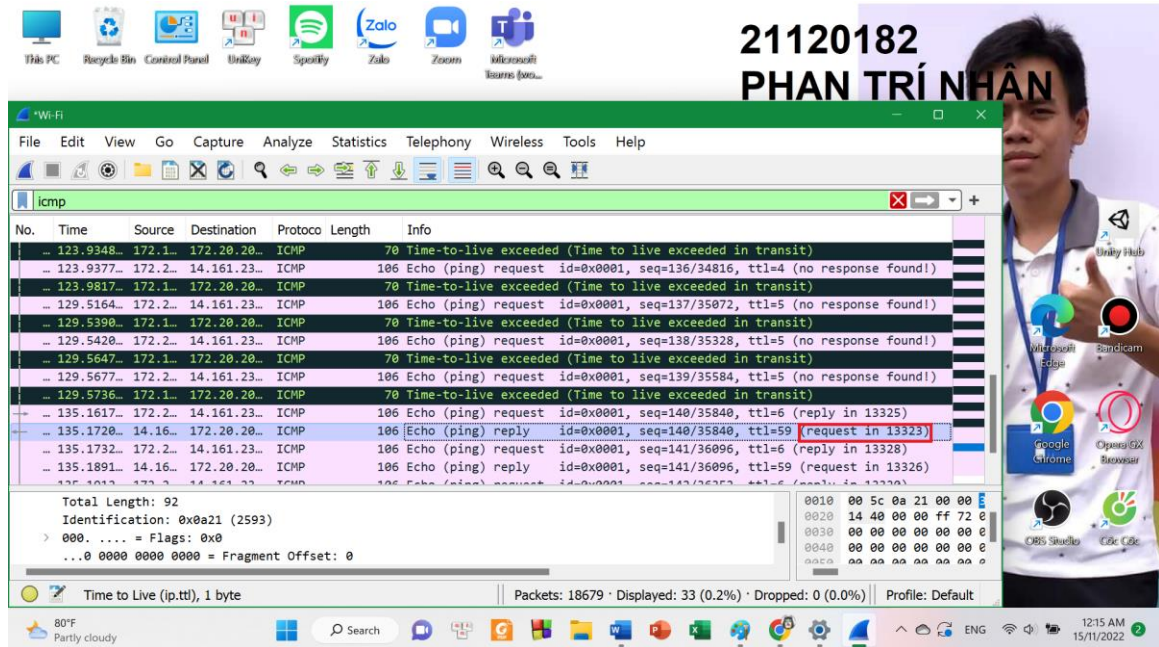 This PC Recycle Bin Control Panel UniKey Spotify Zalo Zoom Microsoft Teams (wo...
21120182
PHAN TRÍ NHÂN
*Wi-Fi
File Edit View Go Capture Analyze Statistics Telephony Wireless Tools Help
icmp
No. Time Source Destination Protoco Length Info
... 123.9348... 172.1... 172.20.20... ICMP 70 Time-to-live exceeded (Time to live exceeded in transit)
... 123.9377... 172.2... 14.161.23... ICMP 106 Echo (ping) request id=0x0001, seq=136/34816, ttl=4 (no response found!)
... 123.9817... 172.1... 172.20.20... ICMP 70 Time-to-live exceeded (Time to live exceeded in transit)
... 129.5164... 172.2... 14.161.23... ICMP 106 Echo (ping) request id=0x0001, seq=137/35072, ttl=5 (no response found!)
... 129.5390... 172.1... 172.20.20... ICMP 70 Time-to-live exceeded (Time to live exceeded in transit)
... 129.5420... 172.2... 14.161.23... ICMP 106 Echo (ping) request id=0x0001, seq=138/35328, ttl=5 (no response found!)
... 129.5647... 172.1... 172.20.20... ICMP 70 Time-to-live exceeded (Time to live exceeded in transit)
... 129.5677... 172.2... 14.161.23... ICMP 106 Echo (ping) request id=0x0001, seq=139/35584, ttl=5 (no response found!)
... 129.5736... 172.1... 172.20.20... ICMP 70 Time-to-live exceeded (Time to live exceeded in transit)
... 135.1617... 172.2... 14.161.23... ICMP 106 Echo (ping) request id=0x0001, seq=140/35840, ttl=6 (reply in 13325)
... 135.1720... 14.16... 172.20.20... ICMP 106 Echo (ping) reply id=0x0001, seq=140/35840, ttl=59 (request in 13323)
... 135.1732... 172.2... 14.161.23... ICMP 106 Echo (ping) request id=0x0001, seq=141/36096, ttl=6 (reply in 13328)
... 135.1891... 14.16... 172.20.20... ICMP 106 Echo (ping) reply id=0x0001, seq=141/36096, ttl=59 (request in 13326)
Total Length: 92
Identification: 0x0a21 (2593)
000. .... = Flags: 0x0
...0 0000 0000 0000 = Fragment Offset: 0
0010 00 5c 0a 21 00 00
0020 14 40 00 00 ff 72
0030 00 00 00 00 00 00
0040 00 00 00 00 00 00
Time to Live (ip.ttl), 1 byte
Packets: 18679 · Displayed: 33 (0.2%) · Dropped: 0 (0.0%)
Profile: Default
Unity Hub
Microsoft Edge
Bandicam
Google Chrome
Opera GX Browser
OBS Studio
Cốc Cốc
80°F
Partly cloudy
Search
ENG
12:15 AM
15/11/2022
2